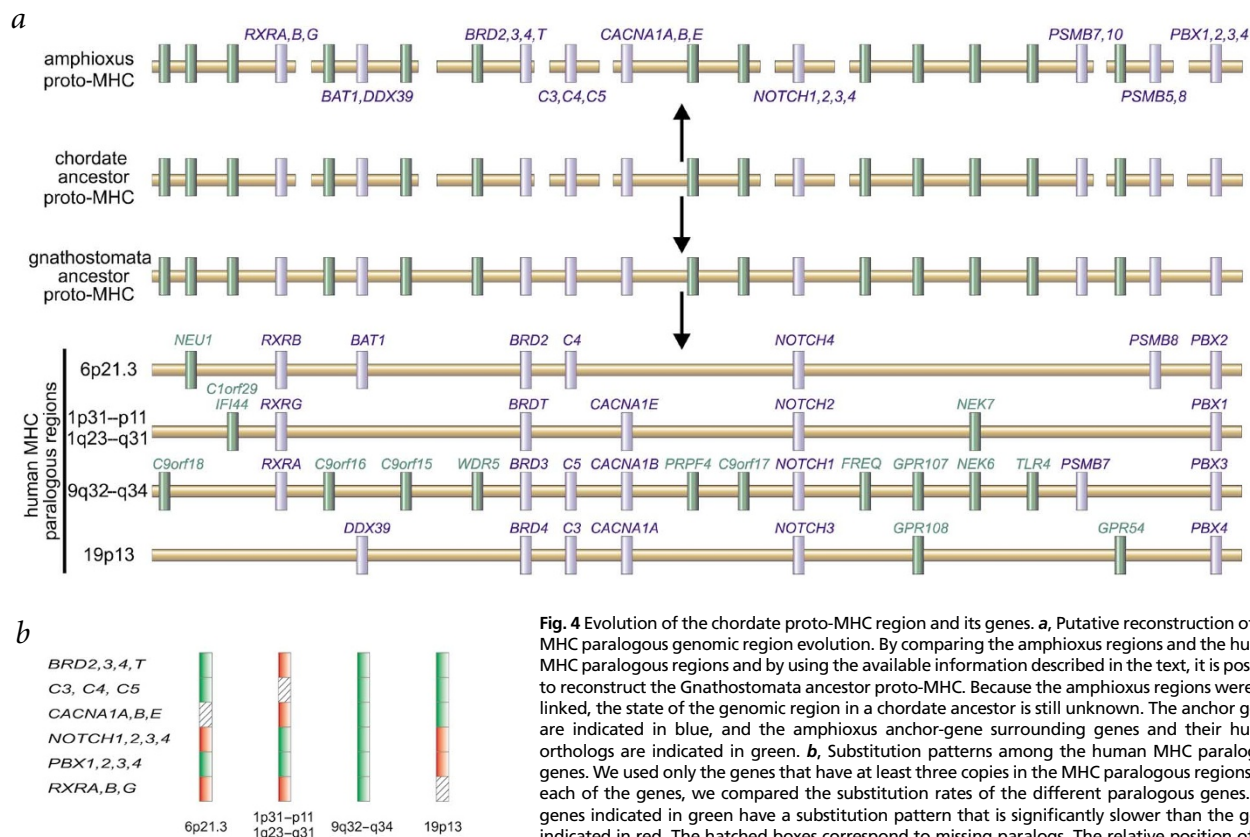 a
RXRA,B,G BRD2,3,4,T CACNA1A,B,E PSMB7,10 PBX1,2,3,4
amphioxus
proto-MHC
BAT1,DDX39 C3,C4,C5 NOTCH1,2,3,4 PSMB5,8
chordate
ancestor
proto-MHC
gnathostomata
ancestor
proto-MHC
human MHC
paralogous regions
NEU1 RXRB BAT1 BRD2 C4 NOTCH4 PSMB8 PBX2
6p21.3
C1orf29
IFI44 RXRG BRDT CACNA1E NOTCH2 NEK7 PBX1
1p31–p11
1q23–q31
C9orf18 RXRA C9orf16 C9orf15 WDR5 BRD3 C5 CACNA1B PRPF4 C9orf17 NOTCH1 FREQ GPR107 NEK6 TLR4 PSMB7 PBX3
9q32–q34
DDX39 BRD4 C3 CACNA1A NOTCH3 GPR108 GPR54 PBX4
19p13
b
BRD2,3,4,T
C3, C4, C5
CACNA1A,B,E
NOTCH1,2,3,4
PBX1,2,3,4
RXRA,B,G
6p21.3 1p31–p11 9q32–q34 19p13
1q23–q31
Fig. 4 Evolution of the chordate proto-MHC region and its genes. a, Putative reconstruction of
MHC paralogous genomic region evolution. By comparing the amphioxus regions and the hu
MHC paralogous regions and by using the available information described in the text, it is pos
to reconstruct the Gnathostomata ancestor proto-MHC. Because the amphioxus regions were
linked, the state of the genomic region in a chordate ancestor is still unknown. The anchor g
are indicated in blue, and the amphioxus anchor-gene surrounding genes and their hu
orthologs are indicated in green. b, Substitution patterns among the human MHC paralog
genes. We used only the genes that have at least three copies in the MHC paralogous regions
each of the genes, we compared the substitution rates of the different paralogous genes.
genes indicated in green have a substitution pattern that is significantly slower than the g
indicated in red. The hatched boxes correspond to missing paralogs. The relative position o